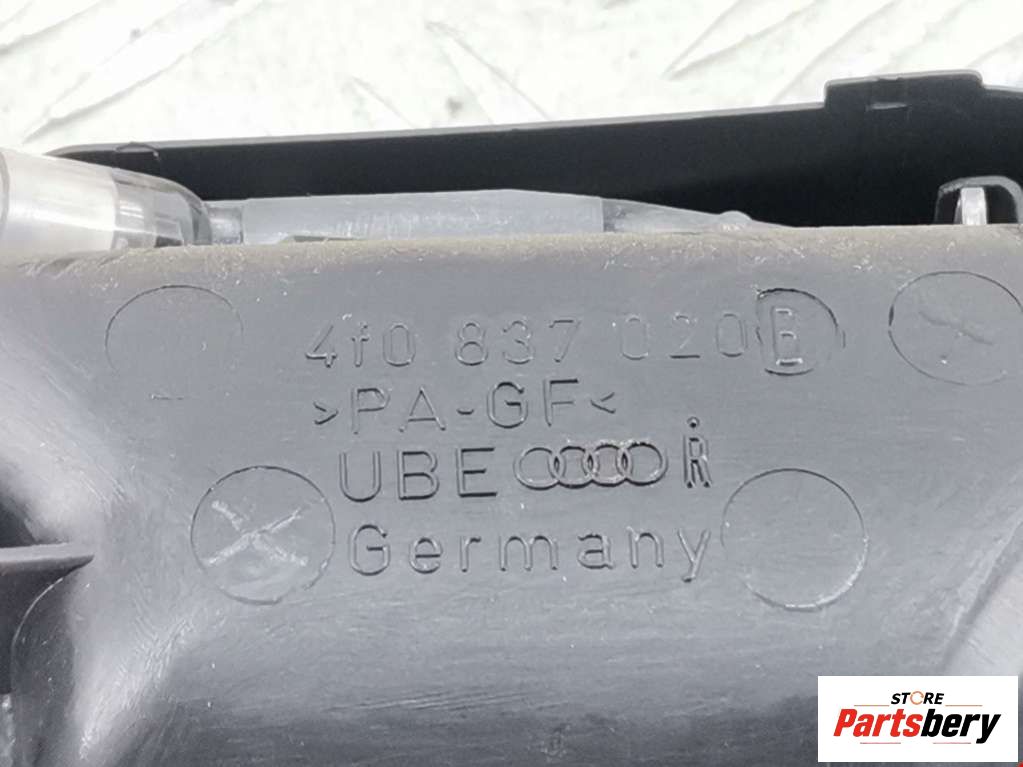 4f0 837 020 B
>PA-GF<
UBE R
Germany
STORE
Partsbery